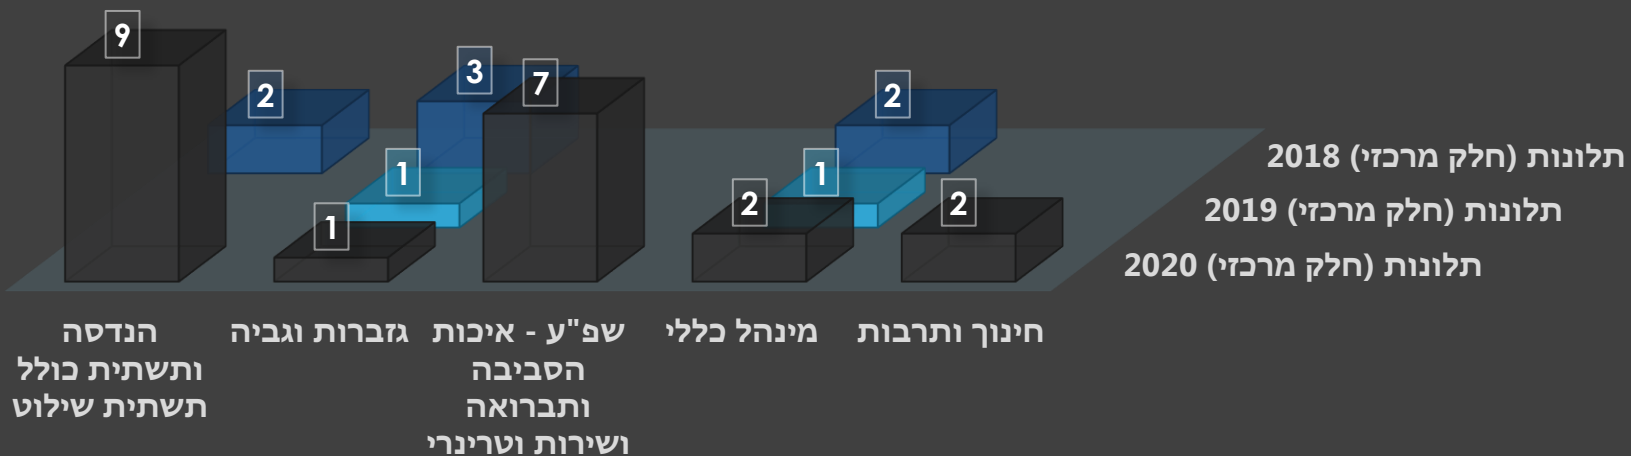 9
2
3
7
2
1
1
1
2
2
תלונות (חלק מרכזי) 2018
תלונות (חלק מרכזי) 2019
תלונות (חלק מרכזי) 2020
הנדסה
ותשתית כולל
תשתית שילוט
גזברות וגביה
שפ"ע - איכות
הסביבה
ותברואה
ושירות וטרינרי
מינהל כללי
חינוך ותרבות